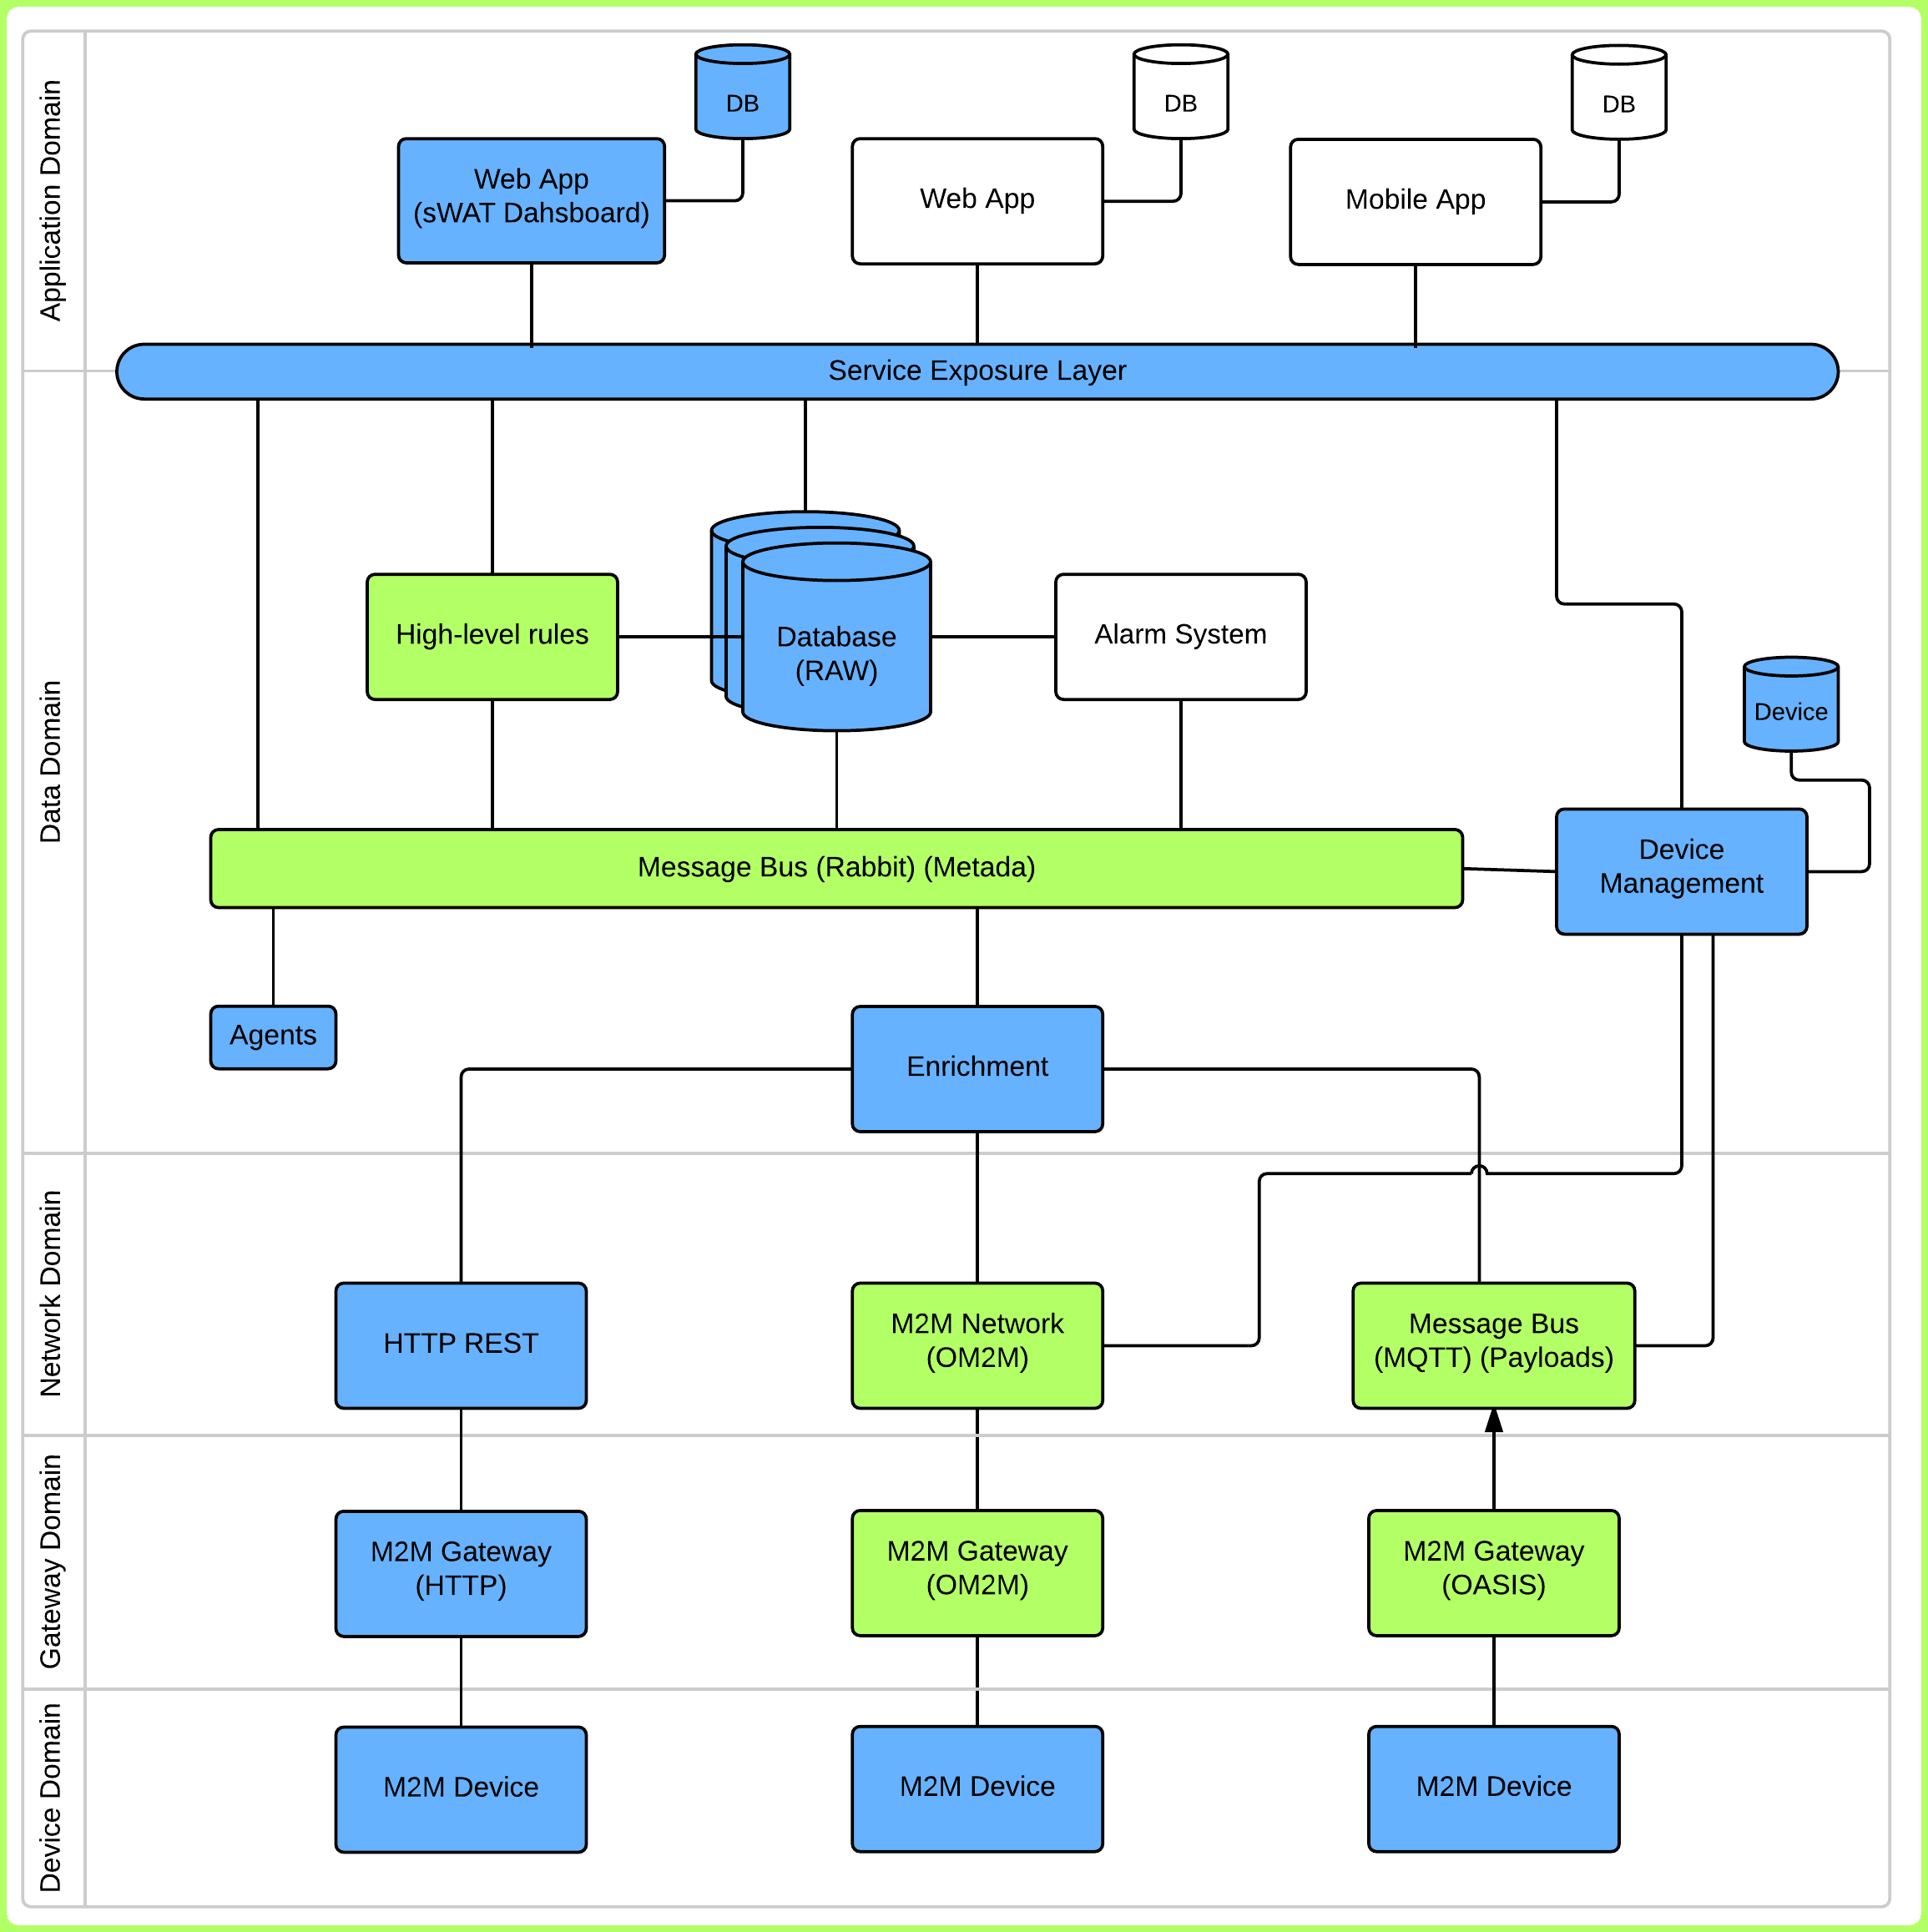 Application Domain
DB
DB
DB
Web App
(sWAT Dahsboard)
Web App
Mobile App
Service Exposure Layer
Data Domain
High-level rules
Database
(RAW)
Alarm System
Device
Message Bus (Rabbit) (Metada)
Device
Management
Agents
Enrichment
Network Domain
HTTP REST
M2M Network
(OM2M)
Message Bus
(MQTT) (Payloads)
Gateway Domain
M2M Gateway
(HTTP)
M2M Gateway
(OM2M)
M2M Gateway
(OASIS)
Device Domain
M2M Device
M2M Device
M2M Device